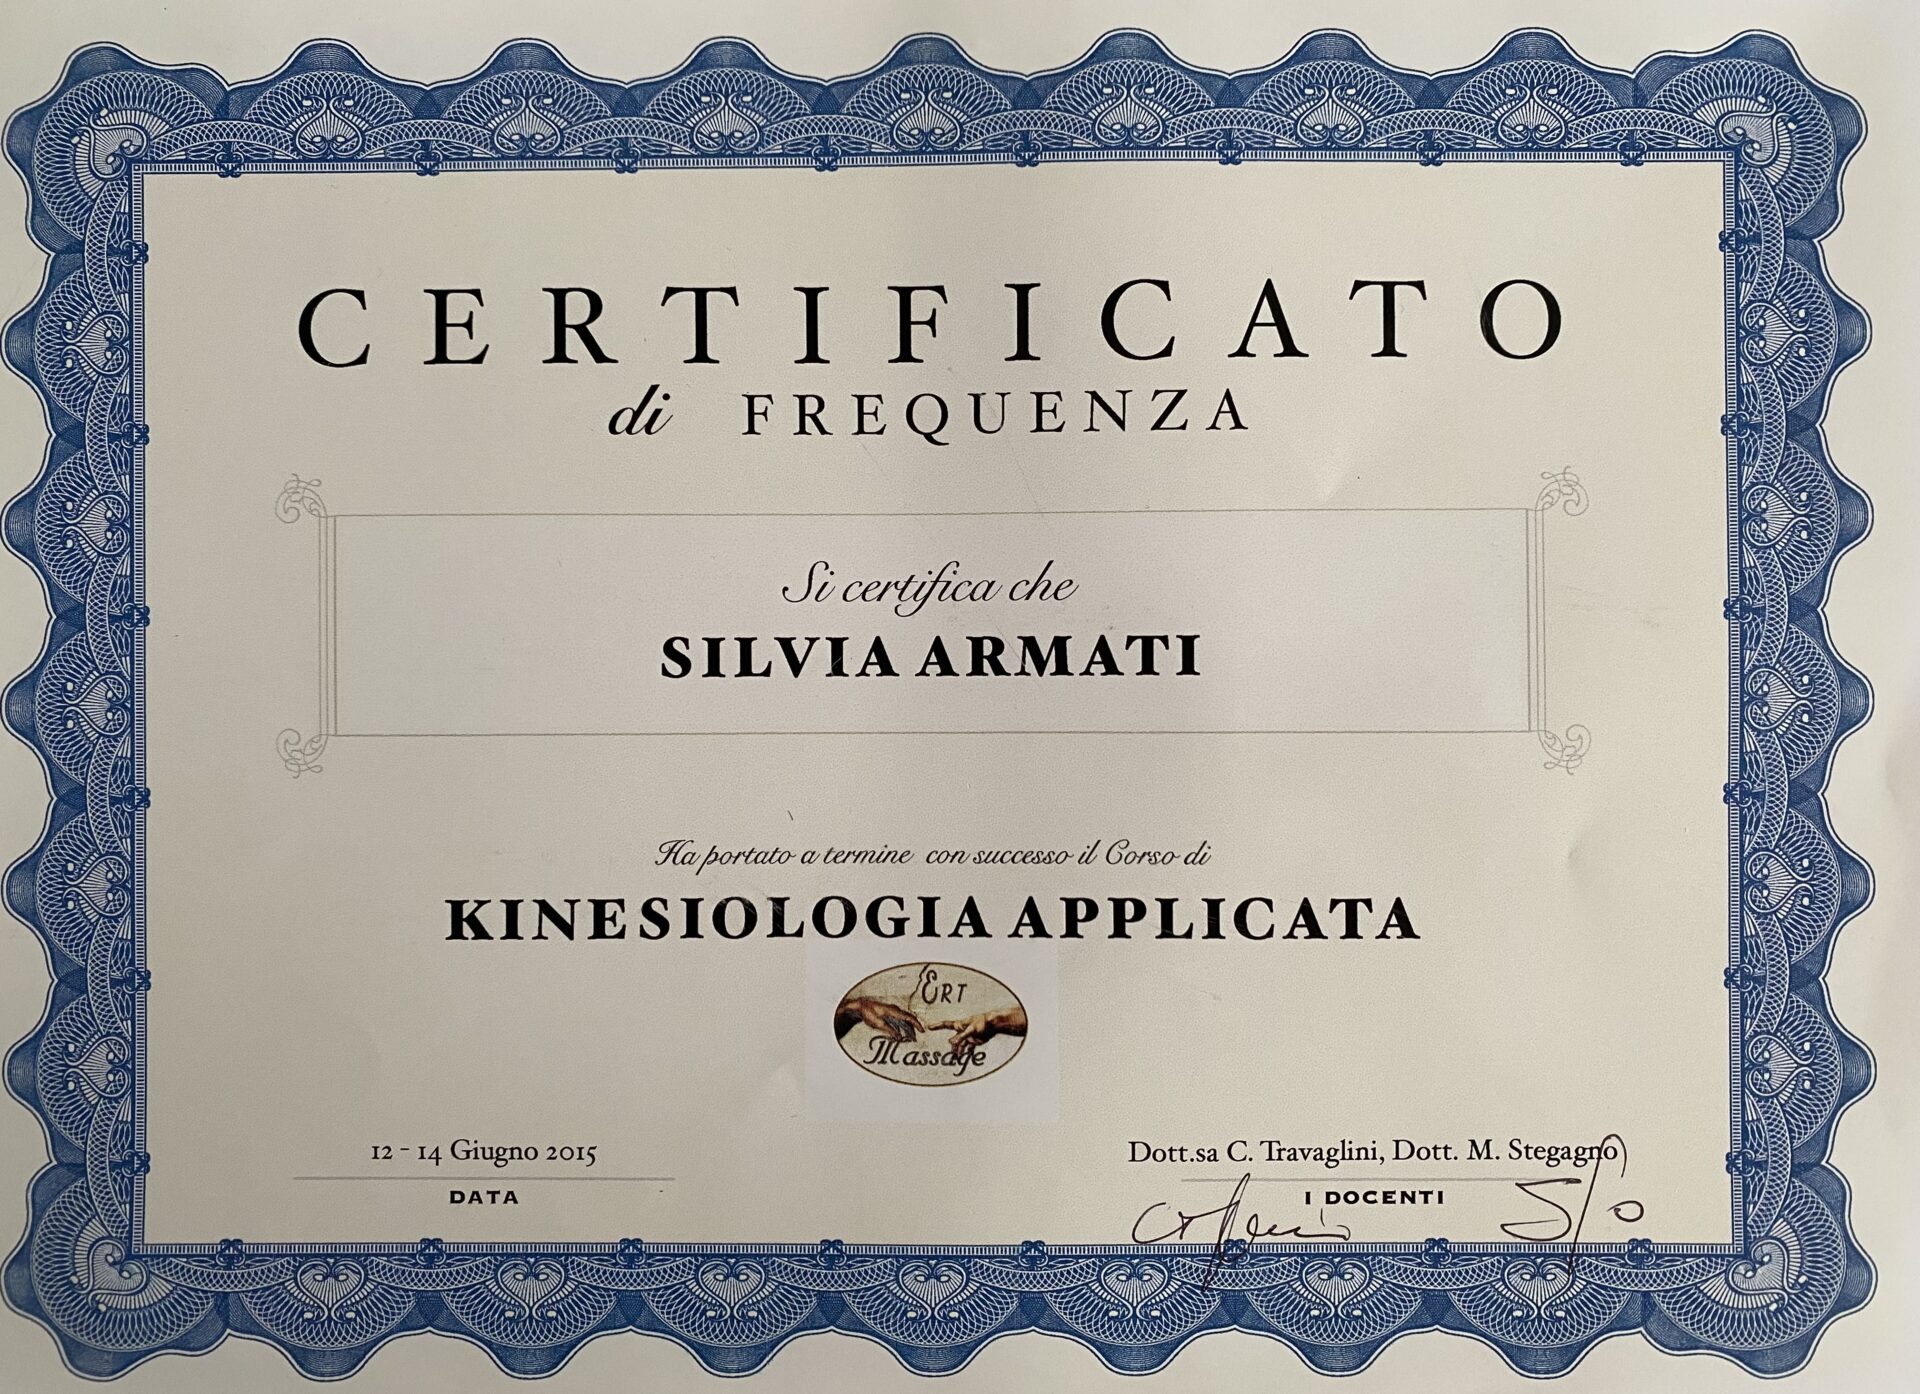 CERTIFICATO
di FREQUENZA
Si certifica che
SILVIA ARMATI
Ha portato a termine con successo il Corso di
KINESIOLOGIA APPLICATA
ERT
Massage
12 - 14 Giugno 2015
DATA
Dott.sa C. Travaglini, Dott. M. Stegagno
I DOCENTI